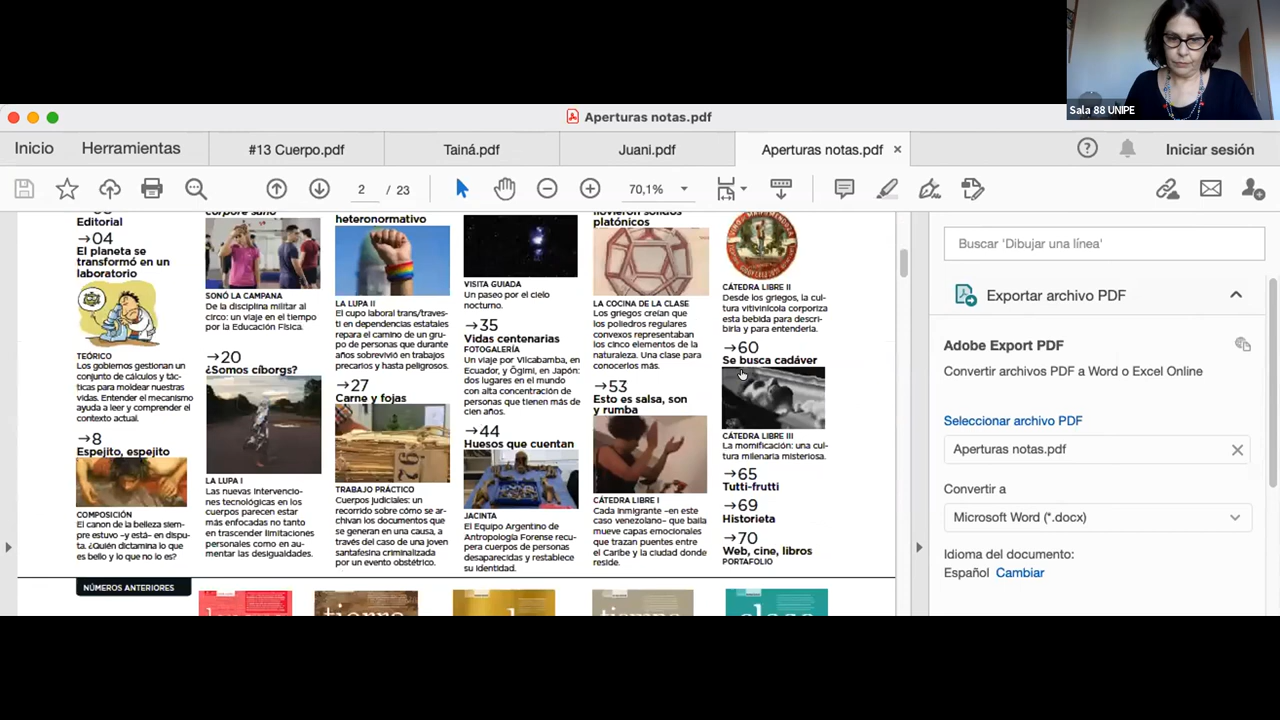 Sala 88 UNIPE
Aperturas notas.pdf
Inicio
Herramientas
#13 Cuerpo.pdf
Tainá.pdf
Juani.pdf
Aperturas notas.pdf
Iniciar sesión
2 / 23
70,1%
Editorial
→04
El planeta se
transformó en un
laboratorio
TEÓRICO
Los gobiernos gestionan un
conjunto de cálculos y tác-
ticas para moldear nuestras
vidas. Entender el mecanismo
ayuda a leer y comprender el
contexto actual.
→8
Espejito, espejito
COMPOSICIÓN
El canon de la belleza siem-
pre estuvo –y está– en dispu-
ta. ¿Quién dictamina lo que
es bello y lo que no lo es?
corpore sano
SONÓ LA CAMPANA
De la disciplina militar al
circo: un viaje en el tiempo
por la Educación Física.
→20
¿Somos cíborgs?
LA LUPA I
Las nuevas intervencio-
nes tecnológicas en los
cuerpos parecen estar
más enfocadas no tanto
en trascender limitaciones
personales como en au-
mentar las desigualdades.
heteronormativo
LA LUPA II
El cupo laboral trans/traves-
ti en dependencias estatales
repara el camino de un gru-
po de personas que durante
años sobrevivió en trabajos
precarios y hasta peligrosos.
→27
Carne y fojas
TRABAJO PRÁCTICO
Cuerpos judiciales: un
recorrido sobre cómo se ar-
chivan los documentos que
se generan en una causa, a
través del caso de una joven
santafesina criminalizada
por un evento obstétrico.
VISITA GUIADA
Un paseo por el cielo
nocturno.
→35
Vidas centenarias
FOTOGALERÍA
Un viaje por Vilcabamba, en
Ecuador, y Ōgimi, en Japón:
dos lugares en el mundo
con alta concentración de
personas que tienen más de
cien años.
→44
Huesos que cuentan
JACINTA
El Equipo Argentino de
Antropología Forense recu-
pera cuerpos de personas
desaparecidas y restablece
su identidad.
llovieron sólidos
platónicos
LA COCINA DE LA CLASE
Los griegos creían que
los poliedros regulares
convexos representaban
los cinco elementos de la
naturaleza. Una clase para
conocerlos más.
→53
Esto es salsa, son
y rumba
CÁTEDRA LIBRE I
Cada inmigrante –en este
caso venezolano– que baila
mueve capas emocionales
que trazan puentes entre
el Caribe y la ciudad donde
reside.
CÁTEDRA LIBRE II
Desde los griegos, la cul-
tura vitivinícola corporiza
esta bebida para descri-
birla y para entenderla.
→60
Se busca cadáver
CÁTEDRA LIBRE III
La momificación: una cul-
tura milenaria misteriosa.
→65
Tutti-frutti
→69
Historieta
→70
Web, cine, libros
PORTAFOLIO
NÚMEROS ANTERIORES
tierra
tiempo
clase
Buscar 'Dibujar una línea'
Exportar archivo PDF
Adobe Export PDF
Convertir archivos PDF a Word o Excel Online
Seleccionar archivo PDF
Aperturas notas.pdf
Convertir a
Microsoft Word (*.docx)
Idioma del documento:
Español Cambiar